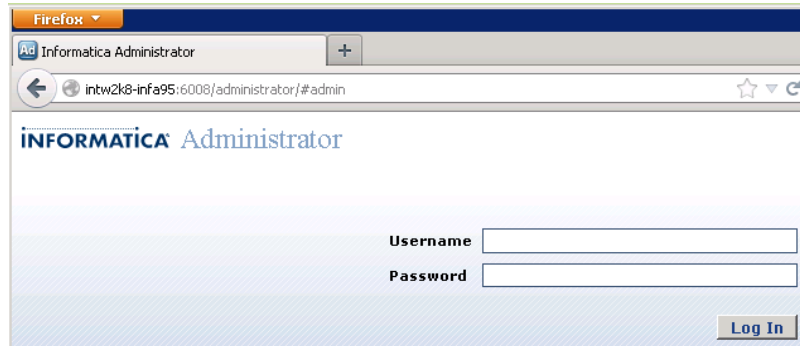 Firefox
Ad Informatica Administrator +
intw2k8-infa95:6008/administrator/#admin
INFORMATICA Administrator
Username
Password
Log In